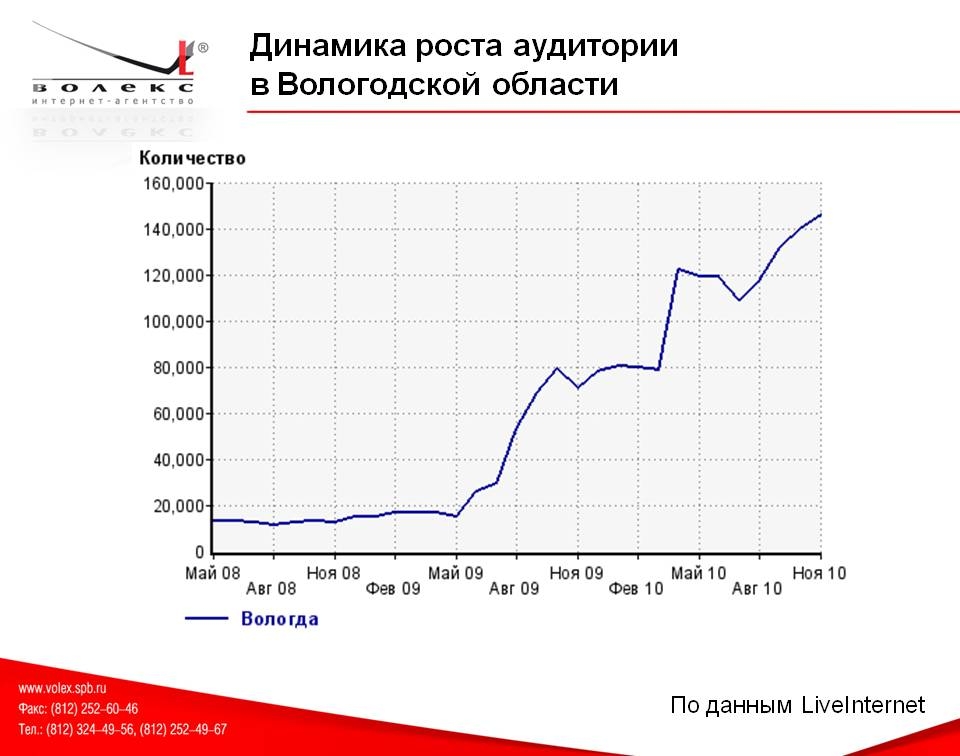 Динамика роста аудитории
в Вологодской области
L®
волекс
интернет-агентство
Количество
160,000
140,000
120,000
100,000
80,000
60,000
40,000
20,000
0
Май 08 Ноя 08 Май 09 Ноя 09 Май 10 Ноя 10
Авг 08 Фев 09 Авг 09 Фев 10 Авг 10
Вологда
www.volex.spb.ru
Факс: (812) 252–60–46
Тел.: (812) 324–49–56, (812) 252–49–67
По данным LiveInternet